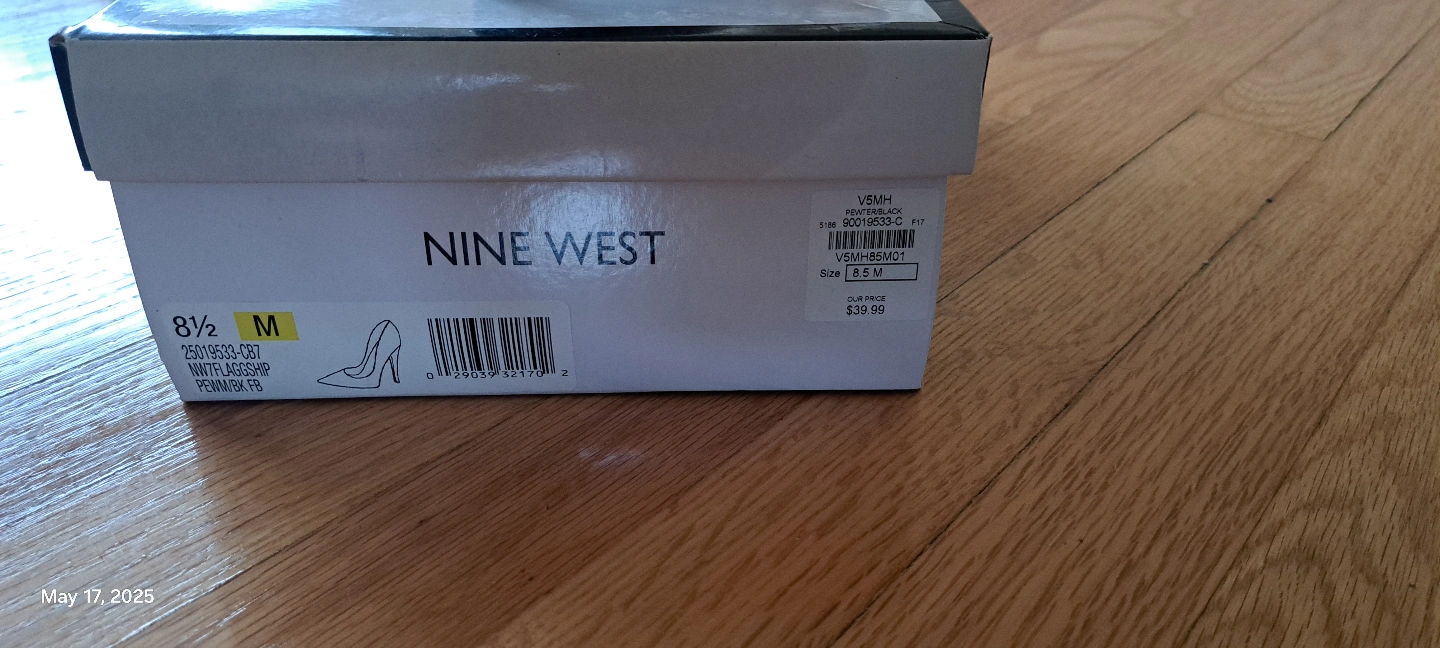 NINE WEST
V5MH
PEWTER/BLACK
5186 90019533-C F17
V5MH85M01
Size 8.5 M
OUR PRICE
$39.99
8½ M
25019533-CB7
NW7FLAGGSHIP
PEWM/BK FB
0 29039 32170 2
May 17, 2025